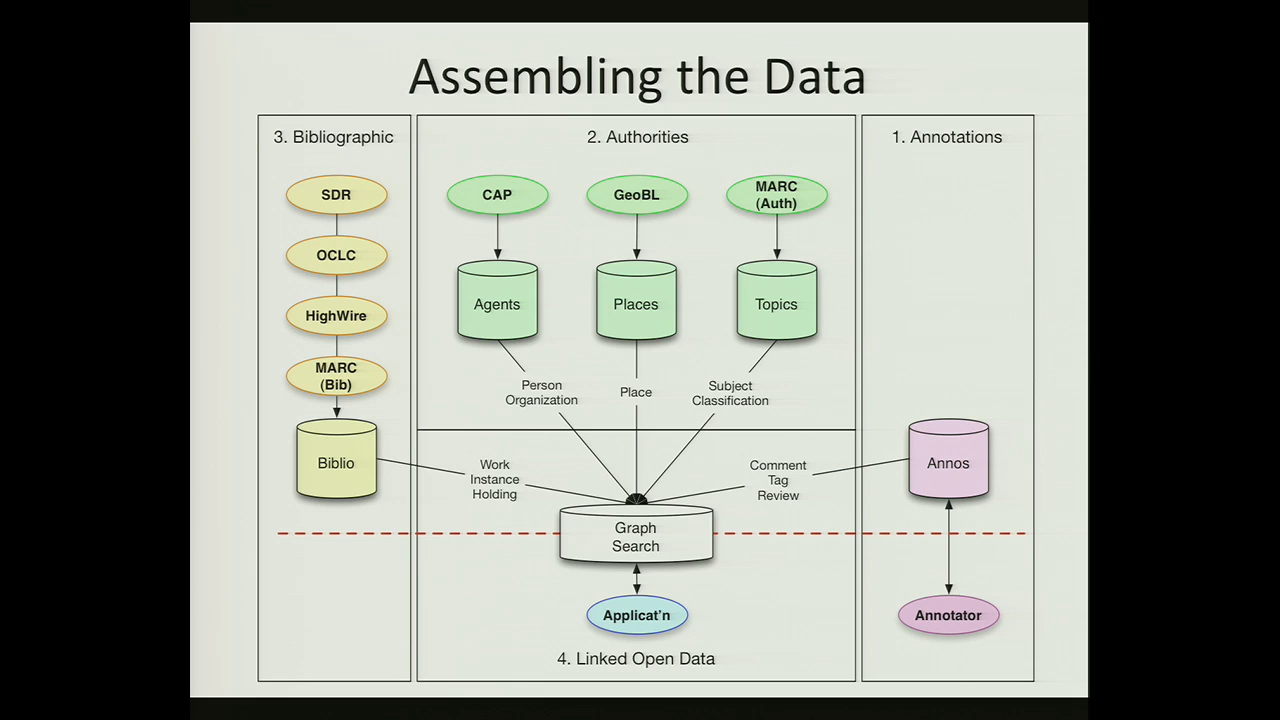 Assembling the Data
3. Bibliographic
2. Authorities
1. Annotations
SDR
OCLC
HighWire
MARC
(Bib)
Biblio
CAP
GeoBL
MARC
(Auth)
Agents
Places
Topics
Person
Organization
Place
Subject
Classification
Work
Instance
Holding
Comment
Tag
Review
Annos
Graph
Search
Applicat'n
Annotator
4. Linked Open Data